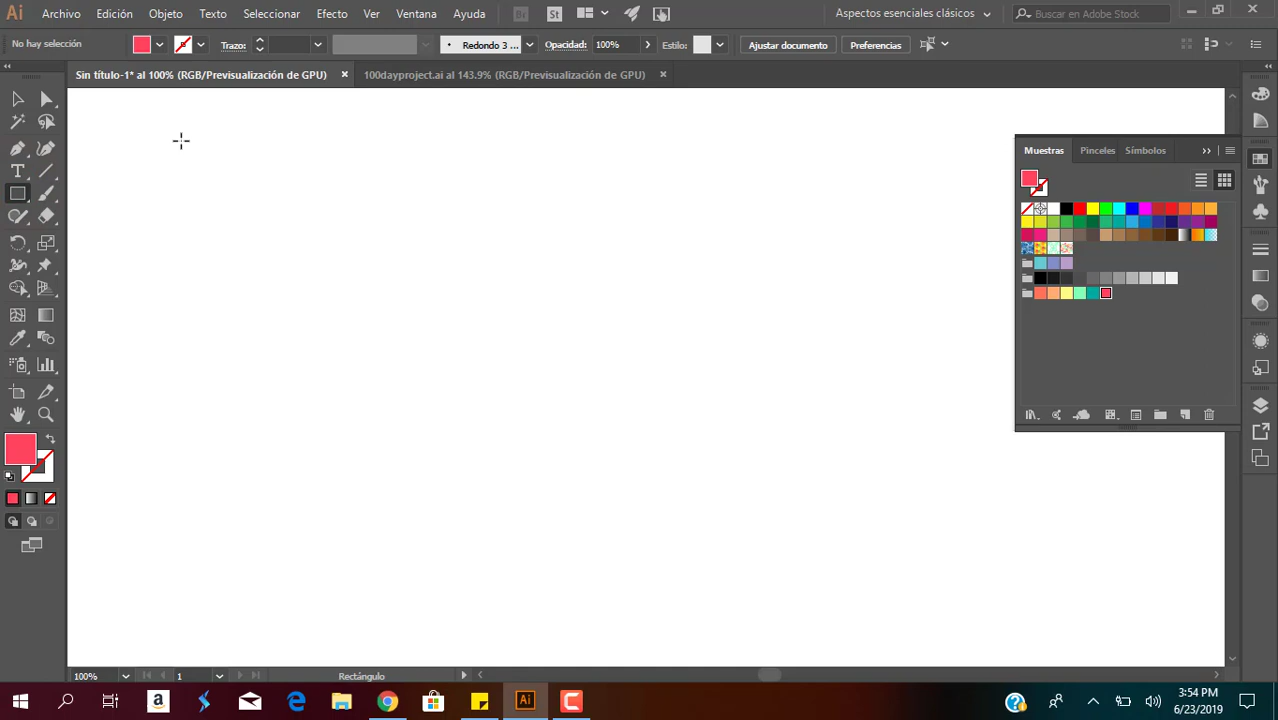 Ai Archivo Edición Objeto Texto Seleccionar Efecto Ver Ventana Ayuda Br St Aspectos esenciales clásicos Buscar en Adobe Stock
No hay selección Trazo: Redondo 3 ... Opacidad: 100% Estilo: Ajustar documento Preferencias
Sin título-1* al 100% (RGB/Previsualización de GPU) 100dayproject.ai al 143.9% (RGB/Previsualización de GPU)
Muestras Pinceles Símbolos
100% 1 Rectángulo
a Ai C
3:54 PM
6/23/2019